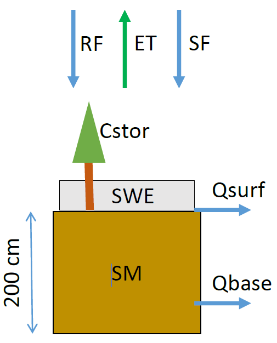 RF ET SF
Cstor
SWE
Qsurf
SM
Qbase
200 cm